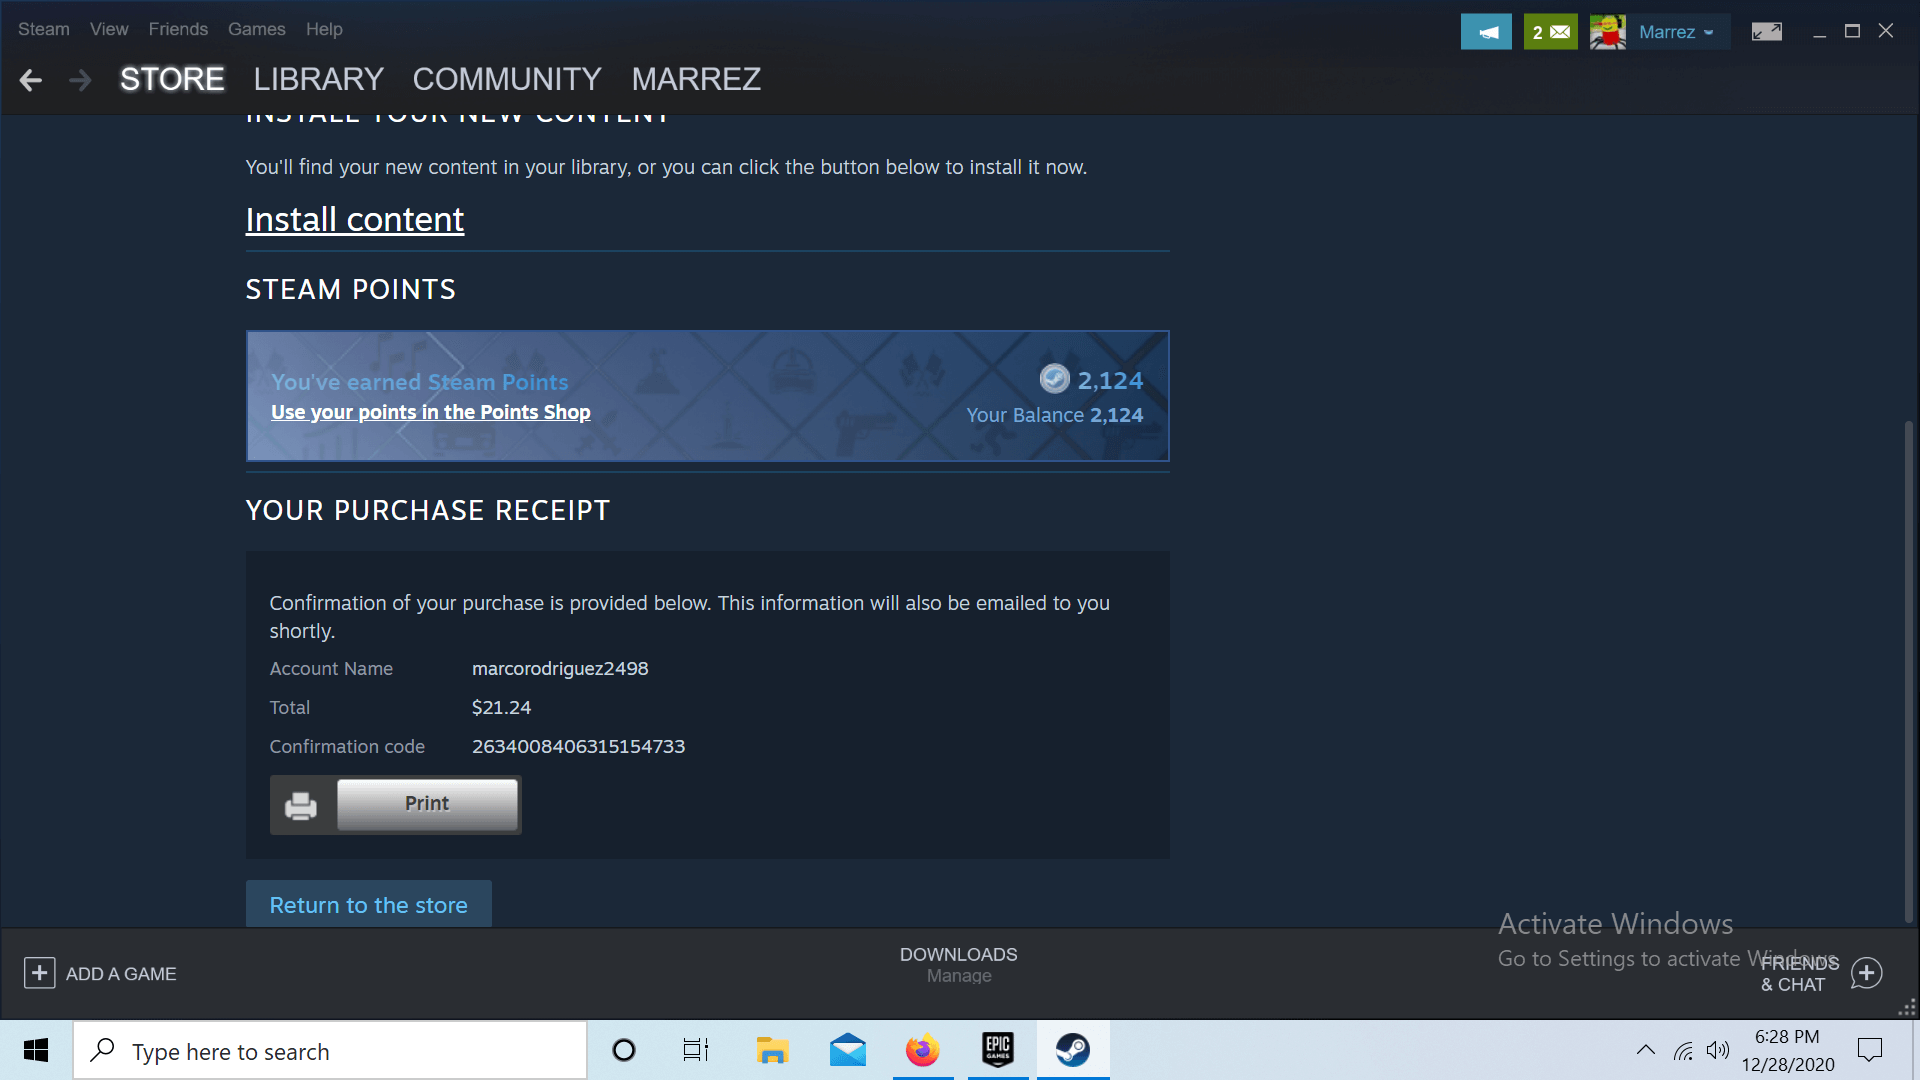 Steam View Friends Games Help
2 Marrez
STORE LIBRARY COMMUNITY MARREZ
INSTALL YOUR NEW CONTENT
You'll find your new content in your library, or you can click the button below to install it now.
Install content
STEAM POINTS
You've earned Steam Points 2,124
Use your points in the Points Shop Your Balance 2,124
YOUR PURCHASE RECEIPT
Confirmation of your purchase is provided below. This information will also be emailed to you
shortly.
Account Name marcorodriguez2498
Total $21.24
Confirmation code 2634008406315154733
Print
Return to the store
Activate Windows
Go to Settings to activate Windows.
ADD A GAME
DOWNLOADS
Manage
FRIENDS
& CHAT
Type here to search
EPIC
GAMES
6:28 PM
12/28/2020